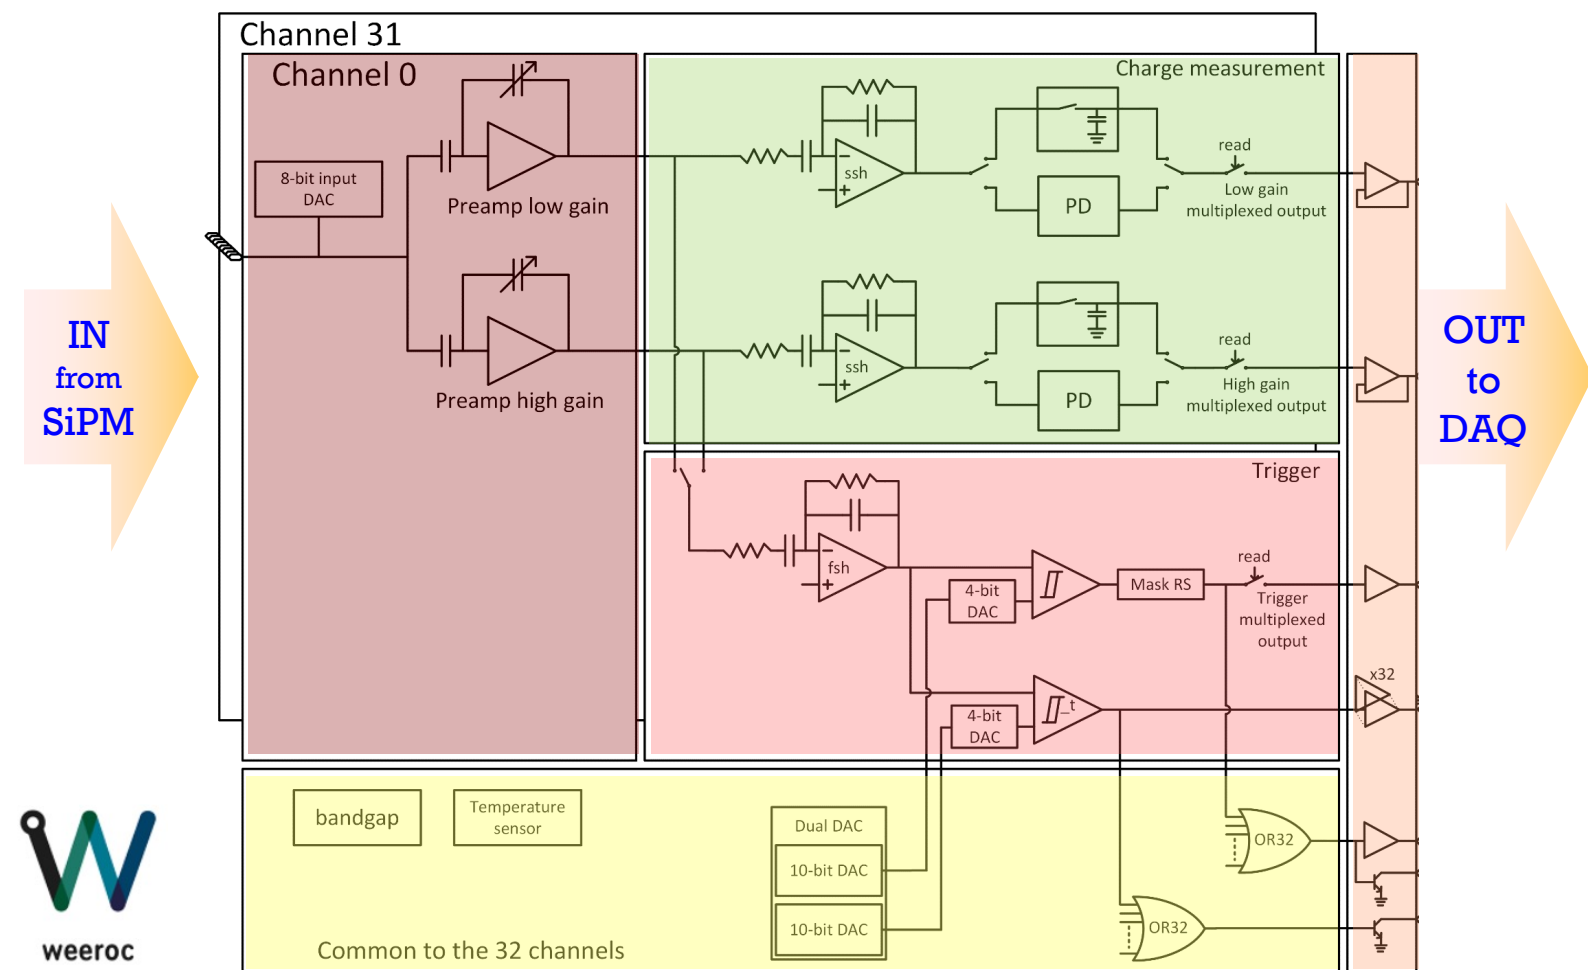 Channel 31
Channel 0
Charge measurement
8-bit input
DAC
Preamp low gain
ssh
PD
read
Low gain
multiplexed output
IN
from
SiPM
Preamp high gain
ssh
PD
read
High gain
multiplexed output
OUT
to
DAQ
Trigger
fsh
4-bit
DAC
Mask RS
read
Trigger
multiplexed
output
4-bit
DAC
_t
x32
bandgap
Temperature
sensor
Dual DAC
10-bit DAC
10-bit DAC
OR32
OR32
Common to the 32 channels
weeroc